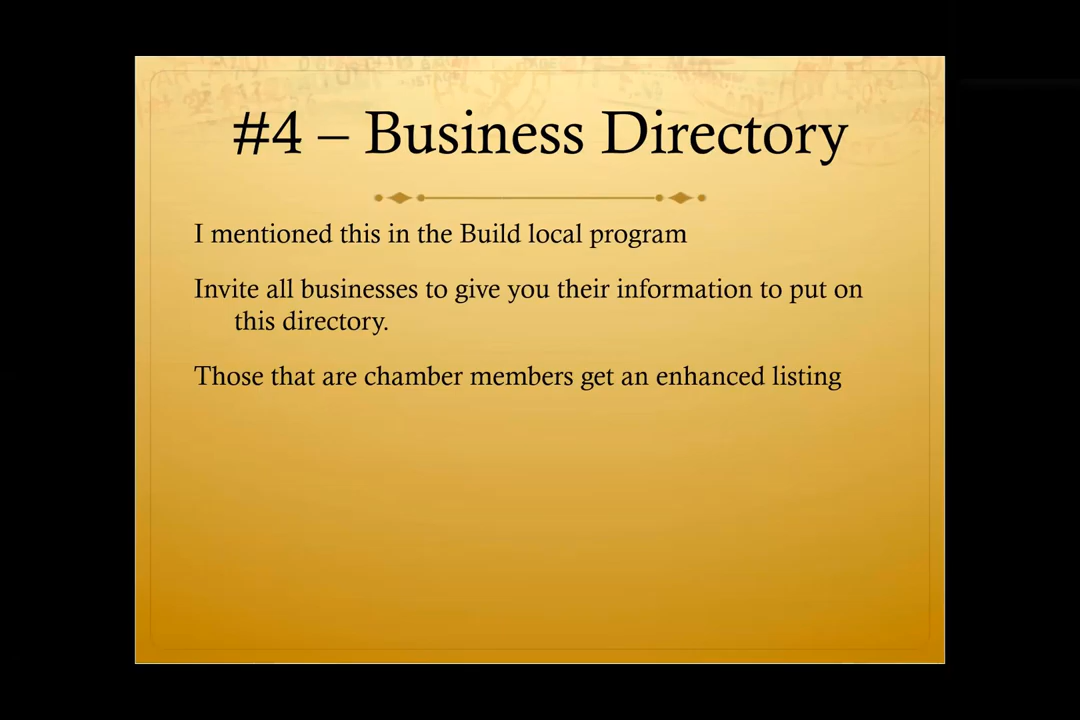 #4 – Business Directory
I mentioned this in the Build local program
Invite all businesses to give you their information to put on
this directory.
Those that are chamber members get an enhanced listing